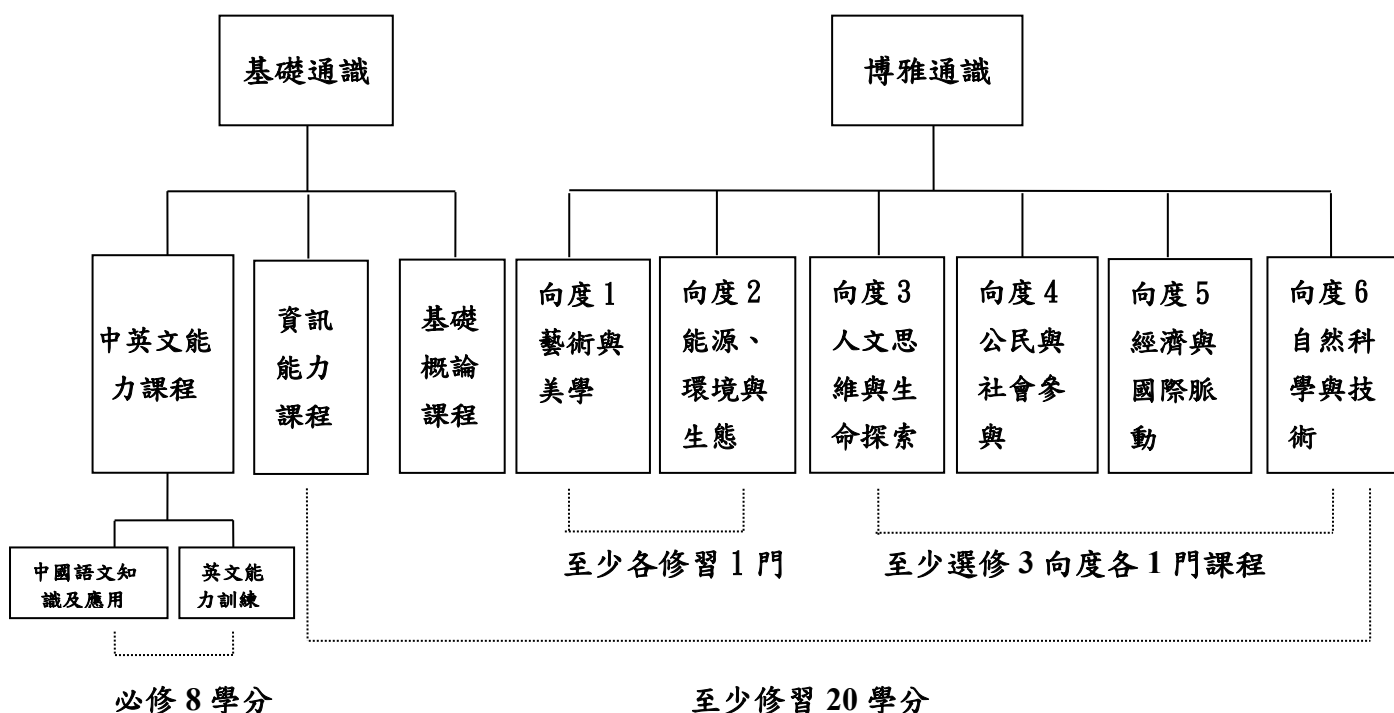 基礎通識
博雅通識
中英文能
力課程
資訊
能力
課程
基礎
概論
課程
向度 1
藝術與
美學
向度 2
能源、
環境與
生態
向度 3
人文思
維與生
命探索
向度 4
公民與
社會參
與
向度 5
經濟與
國際脈
動
向度 6
自然科
學與技
術
中國語文知
識及應用
英文能
力訓練
至少各修習 1 門
至少選修 3 向度各 1 門課程
必修 8 學分
至少修習 20 學分